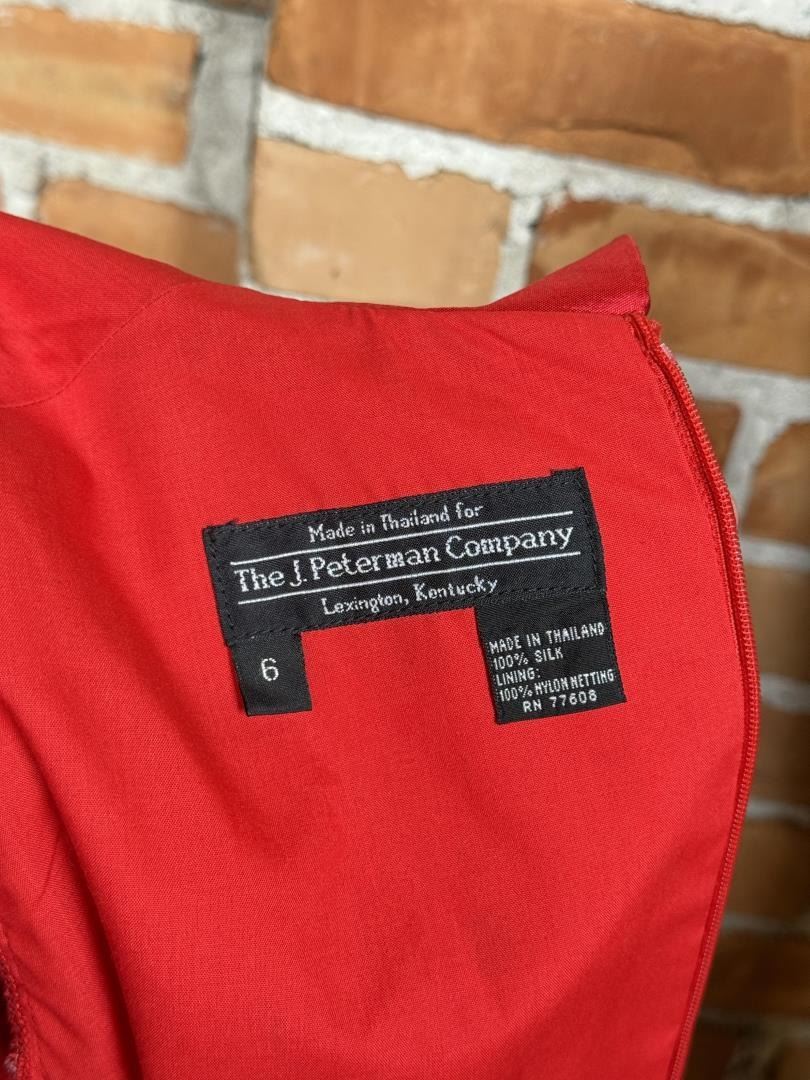 Made in Thailand for
The J. Peterman Company
Lexington, Kentucky
6
MADE IN THAILAND
100% SILK
LINING:
100% NYLON NETTING
RN 77608